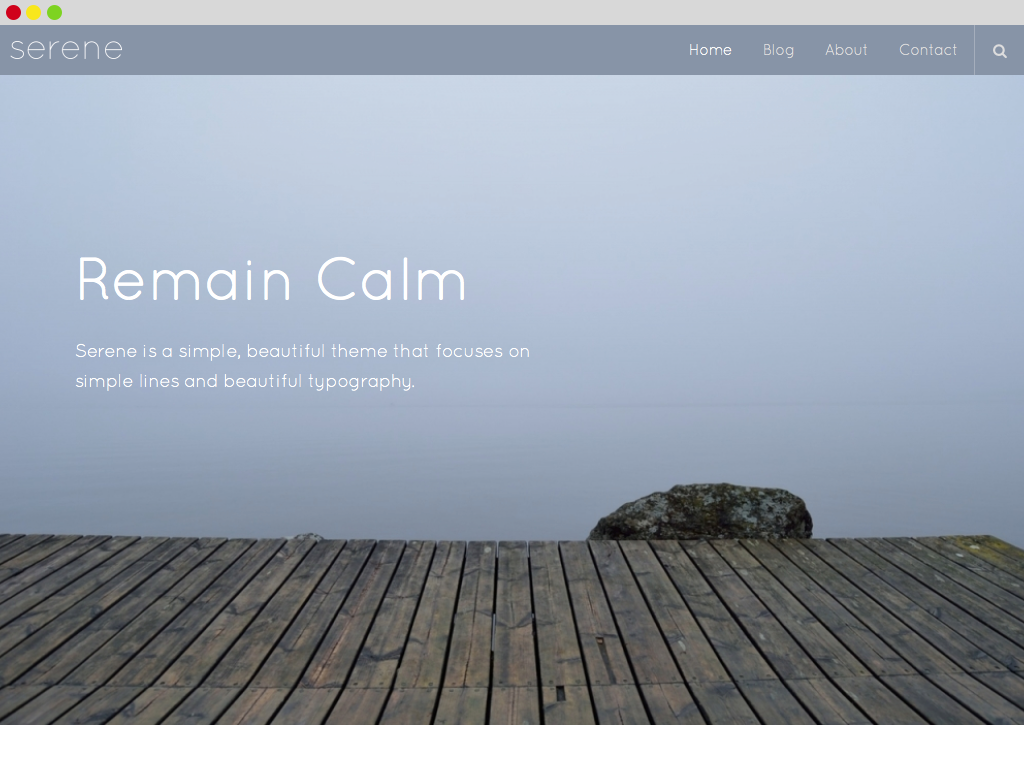 serene
Home Blog About Contact
Remain Calm
Serene is a simple, beautiful theme that focuses on
simple lines and beautiful typography.